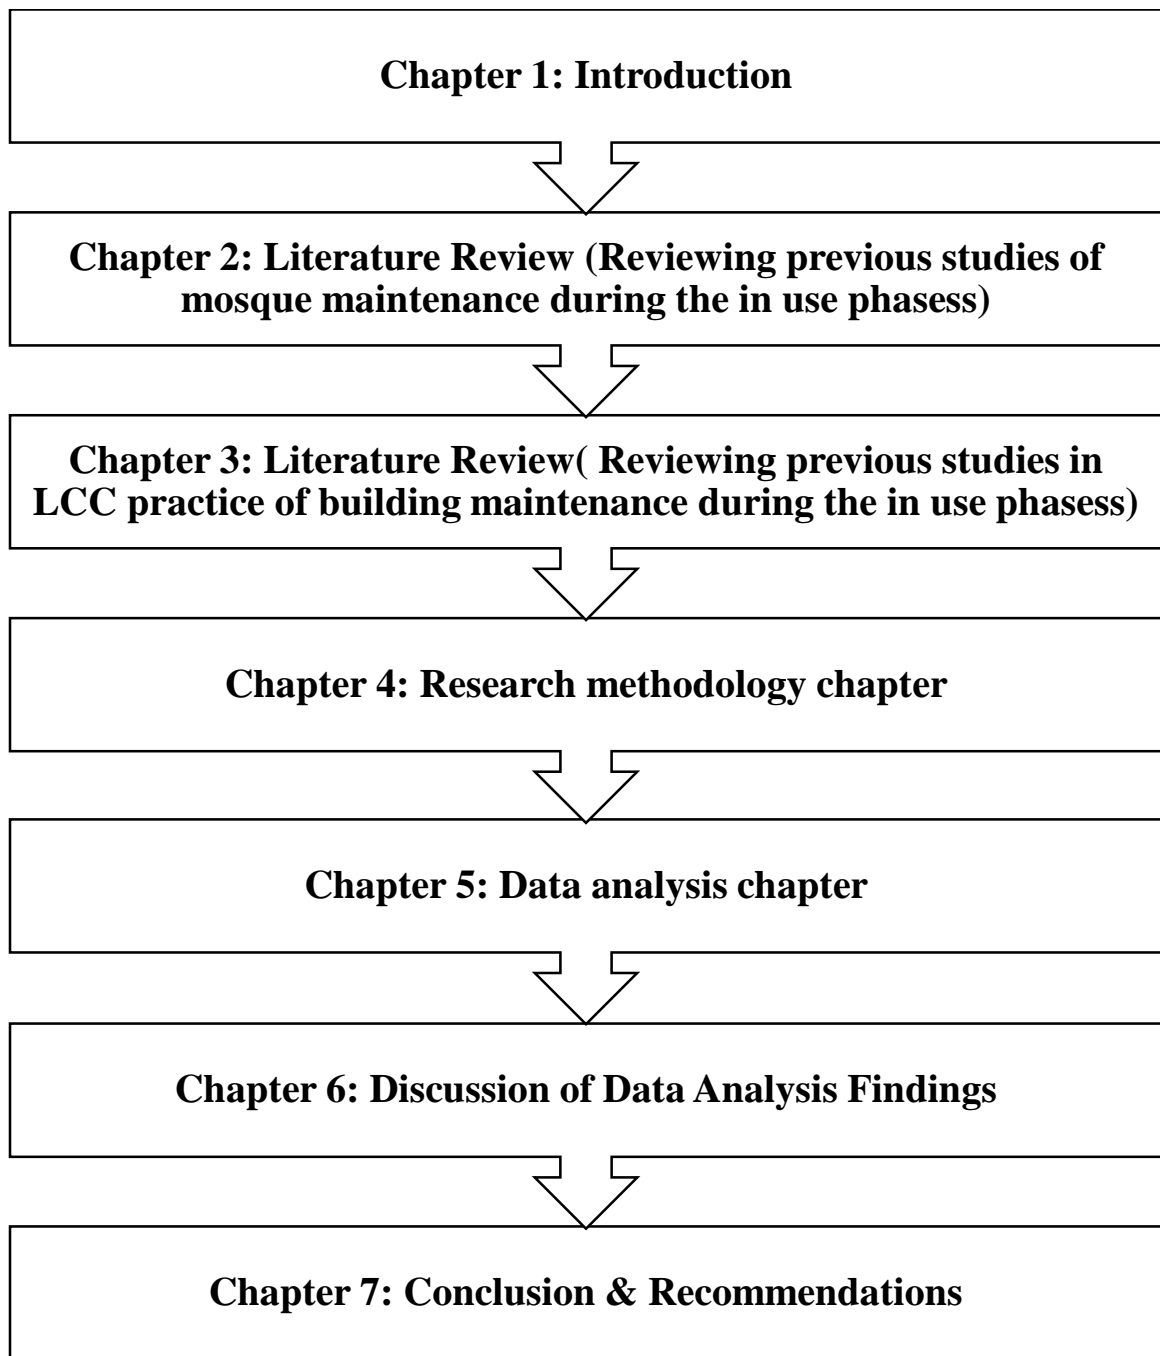 Chapter 1: Introduction
Chapter 2: Literature Review (Reviewing previous studies of
mosque maintenance during the in use phasess)
Chapter 3: Literature Review( Reviewing previous studies in
LCC practice of building maintenance during the in use phasess)
Chapter 4: Research methodology chapter
Chapter 5: Data analysis chapter
Chapter 6: Discussion of Data Analysis Findings
Chapter 7: Conclusion & Recommendations